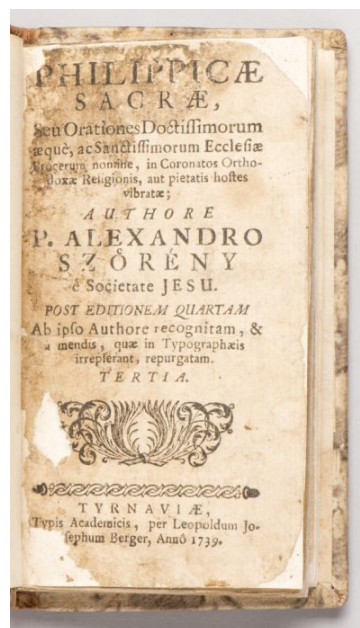 PHILIPPICÆ
SACRÆ,
Seu Orationes Doctiſſimorum
æquè, ac Sanctiſſimorum Eccleſiæ
Procerum nomine, in Coronatos Ortho-
doxæ Religionis, aut pietatis hoſtes
vibratæ;
AUTHORE
P. ALEXANDRO
SZÖRÉNY
è Societate JESU.
POST EDITIONEM QUARTAM
Ab ipſo Authore recognitam, &
a mendis, quæ in Typographæis
irrepſerant, repurgatam.
TERTIA.
TYRNAVIÆ,
Typis Academicis, per Leopoldum Jo-
ſephum Berger, Annô 1739.